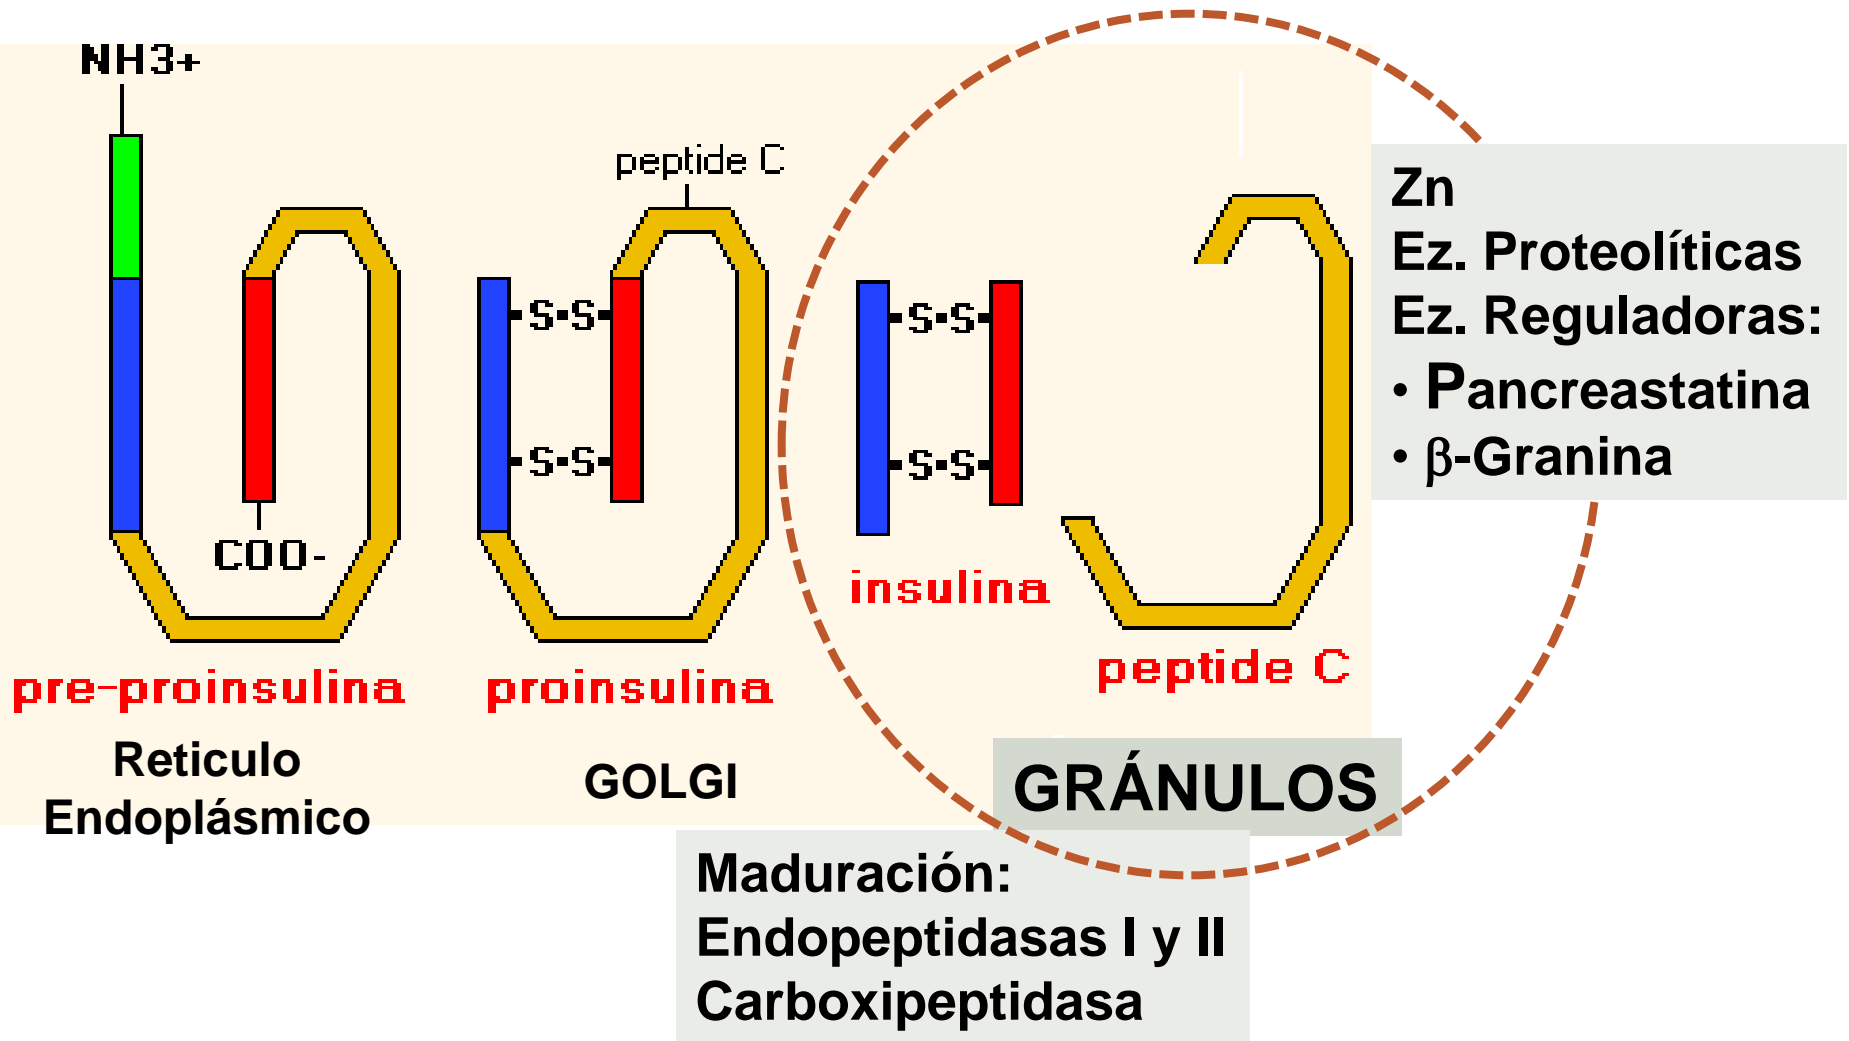 NH3+
COO-
pre-proinsulina
Reticulo
Endoplásmico
peptide C
S-S
S-S
proinsulina
GOLGI
S-S
S-S
insulina
peptide C
GRÁNULOS
Zn
Ez. Proteolíticas
Ez. Reguladoras:
• Pancreastatina
• β-Granina
Maduración:
Endopeptidasas I y II
Carboxipeptidasa